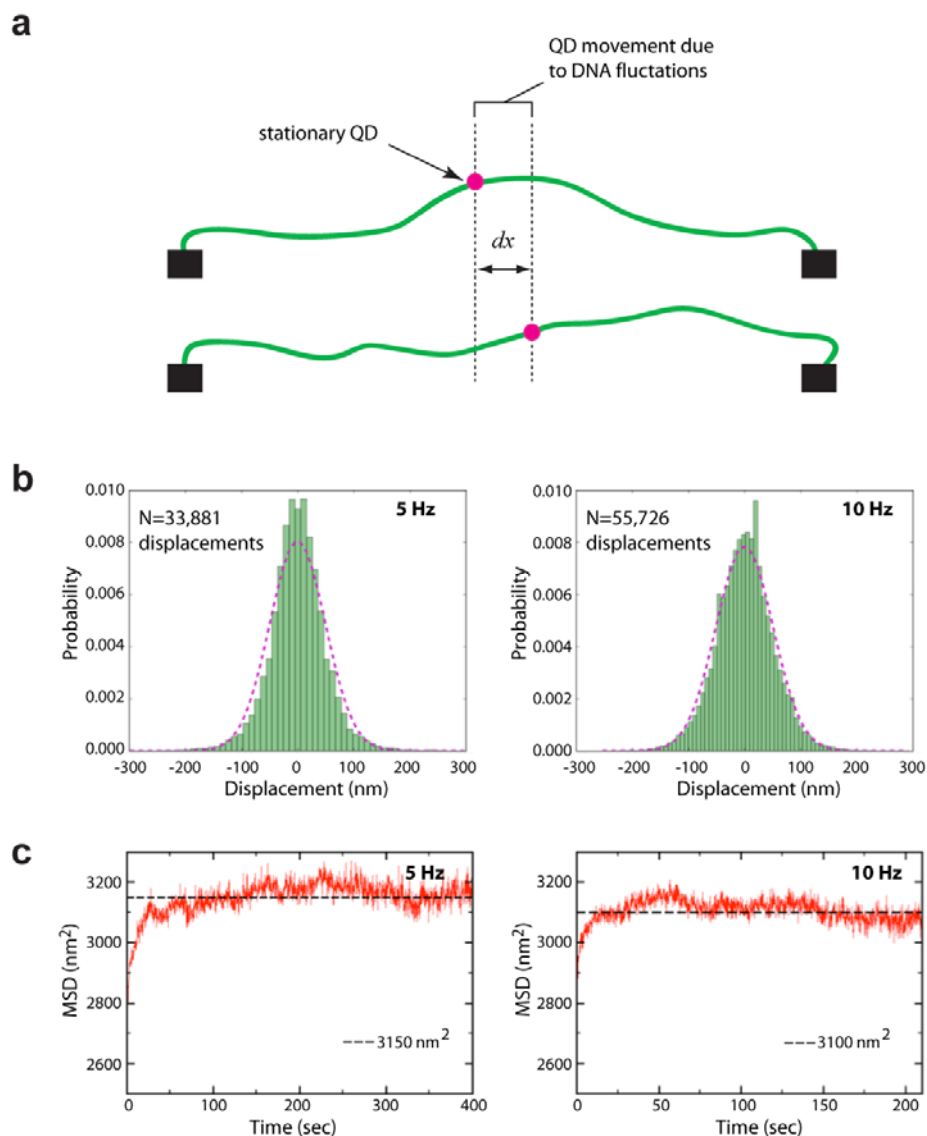 a
QD movement due
to DNA fluctations
stationary QD
dx
b
5 Hz
N=33,881
displacements
Probability
0.010
0.008
0.006
0.004
0.002
0.000
-300 -200 -100 0 100 200 300
Displacement (nm)
10 Hz
N=55,726
displacements
Probability
0.010
0.008
0.006
0.004
0.002
0.000
-300 -200 -100 0 100 200 300
Displacement (nm)
c
5 Hz
MSD (nm²)
3200
3000
2800
2600
3150 nm²
0 100 200 300 400
Time (sec)
10 Hz
MSD (nm²)
3200
3000
2800
2600
3100 nm²
0 50 100 150 200
Time (sec)